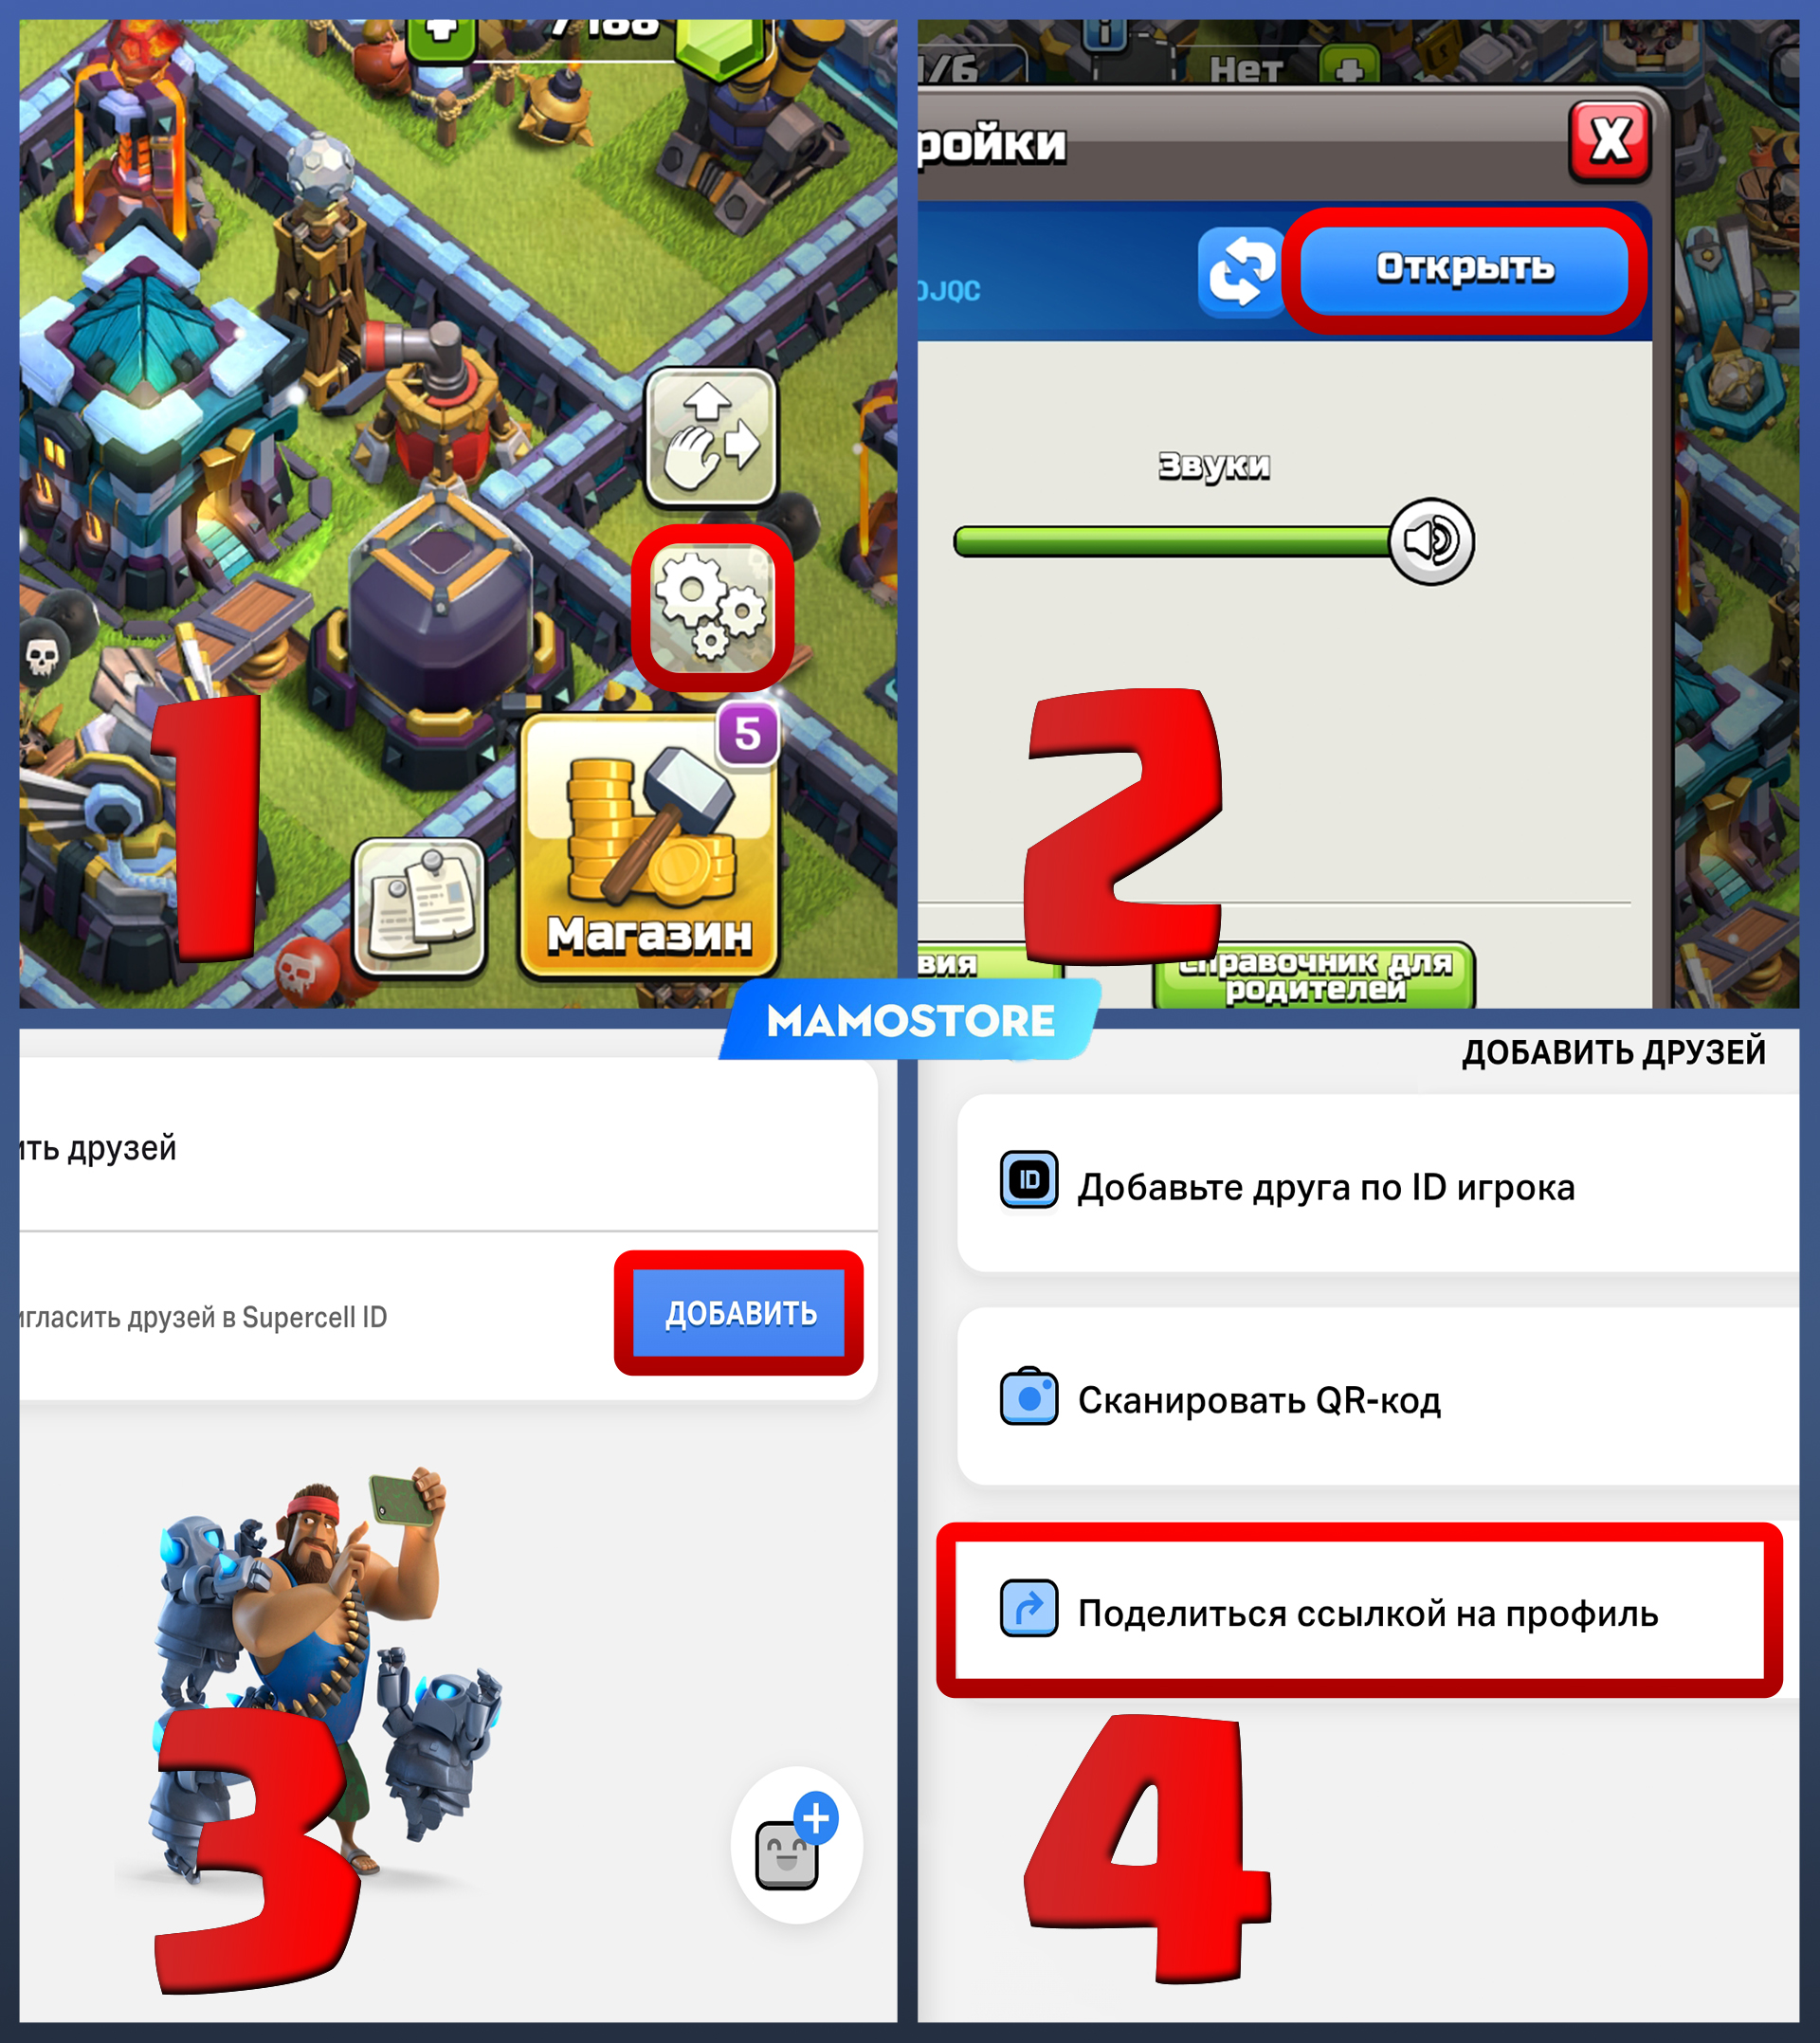 / 188
5
Магазин
1
1/6
Нет
ройки
Открыть
DJQC
Звуки
вия
Справочник для
родителей
2
MAMOSTORE
ить друзей
игласить друзей в Supercell ID
ДОБАВИТЬ
3
ДОБАВИТЬ ДРУЗЕЙ
ID
Добавьте друга по ID игрока
Сканировать QR-код
Поделиться ссылкой на профиль
4